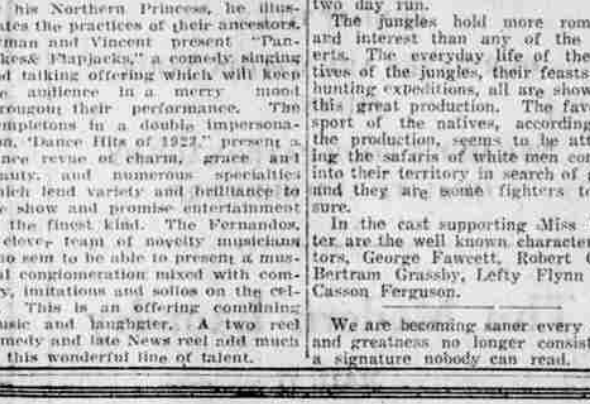 his Northern Princess, he illus-
ates the practices of their ancestors.
man and Vincent present "Pan-
kes& Flapjacks," a comedy singing
d talking offering which will keep
e audience in a merry mood
rougout their performance. The
mpletons in a double impersona-
on, "Dance Hits of 1922," present a
nce revue of charm, grace and
auty, and numerous specialties
hich lend variety and brilliance to
e show and promise entertainment
the finest kind. The Fernandos,
clever team of novelty musicians
ho sem to be able to present a mus-
al conglomeration mixed with com-
y, imitations and sollos on the cel-
This is an offering combining
usic and laughgter. A two reel
medy and late News reel add much
this wonderful line of talent.
two day run.
The jungles hold more rom
ard interest than any of the
erts. The everyday life of the
tives of the jungles, their feasts
hunting expeditions, all are show
this great production. The fav
sport of the natives, according
the production, seems to be att
ing the safaris of white men con
into their territory in search of
and they are some fighters to
sure.
In the cast supporting Miss
ter are the well known character
tors, George Fawcett, Robert
Bertram Grassby, Lefty Flynn
Casson Ferguson.
We are becoming saner every
and greatness no longer consist
a signature nobody can read.